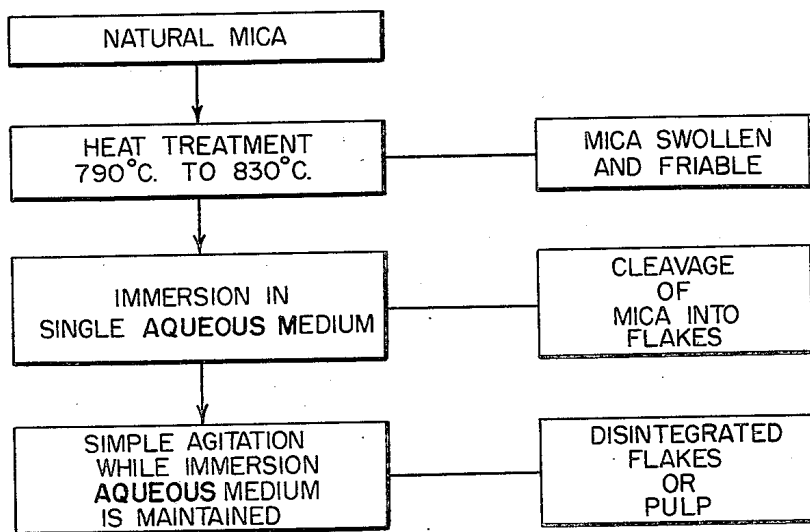 NATURAL MICA
HEAT TREATMENT
790°C. TO 830°C.
MICA SWOLLEN
AND FRIABLE
IMMERSION IN
SINGLE AQUEOUS MEDIUM
CLEAVAGE
OF
MICA INTO
FLAKES
SIMPLE AGITATION
WHILE IMMERSION
AQUEOUS MEDIUM
IS MAINTAINED
DISINTEGRATED
FLAKES
OR
PULP